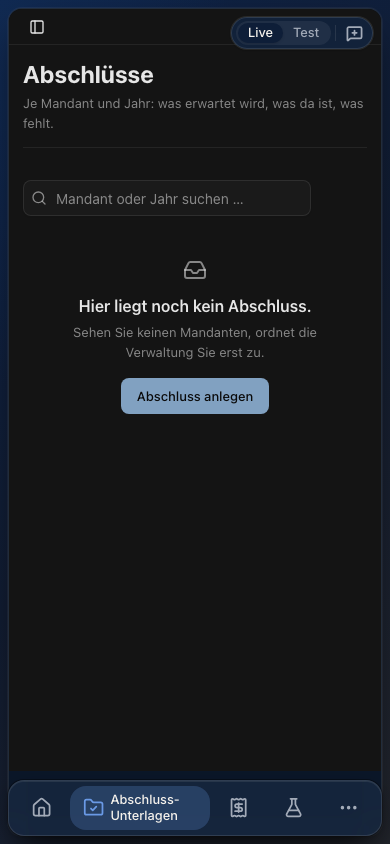 Live Test
Abschlüsse
Je Mandant und Jahr: was erwartet wird, was da ist, was
fehlt.
Mandant oder Jahr suchen ...
Hier liegt noch kein Abschluss.
Sehen Sie keinen Mandanten, ordnet die
Verwaltung Sie erst zu.
Abschluss anlegen
Abschluss-
Unterlagen